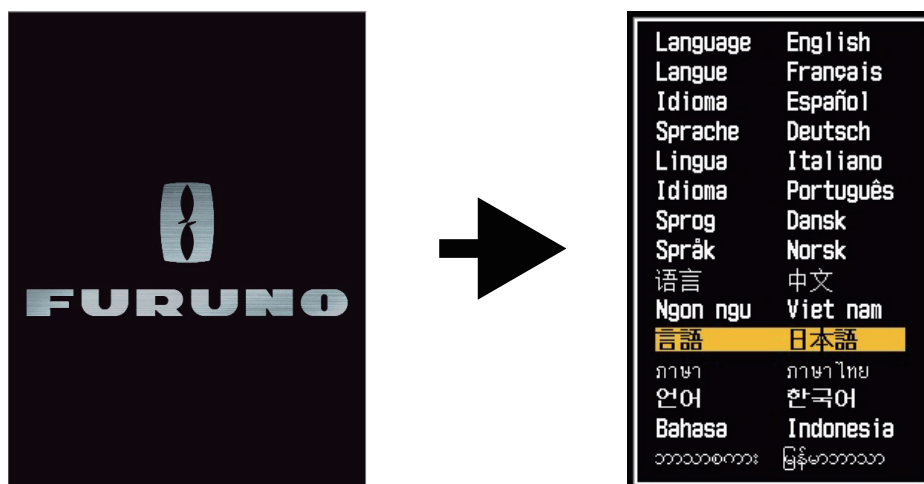 FURUNO
Language English
Langue Français
Idioma Español
Sprache Deutsch
Lingua Italiano
Idioma Português
Sprog Dansk
Språk Norsk
语言 中文
Ngon ngu Viet nam
言語 日本語
ภาษา ภาษาไทย
언어 한국어
Bahasa Indonesia
ဘာသာစကား မြန်မာဘာသာ